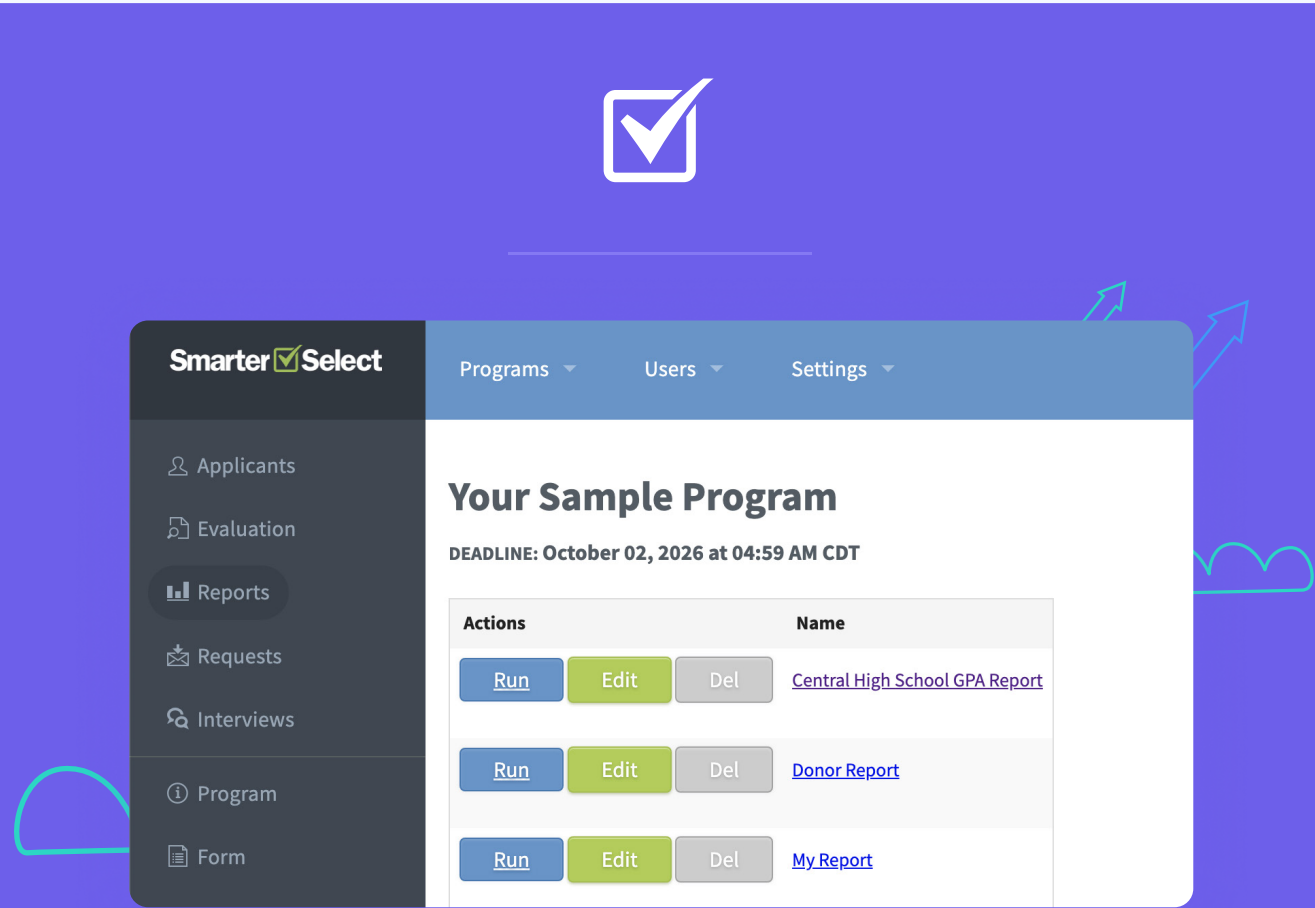 Smarter Select
Programs Users Settings
Applicants
Evaluation
Reports
Requests
Interviews
Program
Form
Your Sample Program
DEADLINE: October 02, 2026 at 04:59 AM CDT
Actions Name
Run Edit Del Central High School GPA Report
Run Edit Del Donor Report
Run Edit Del My Report